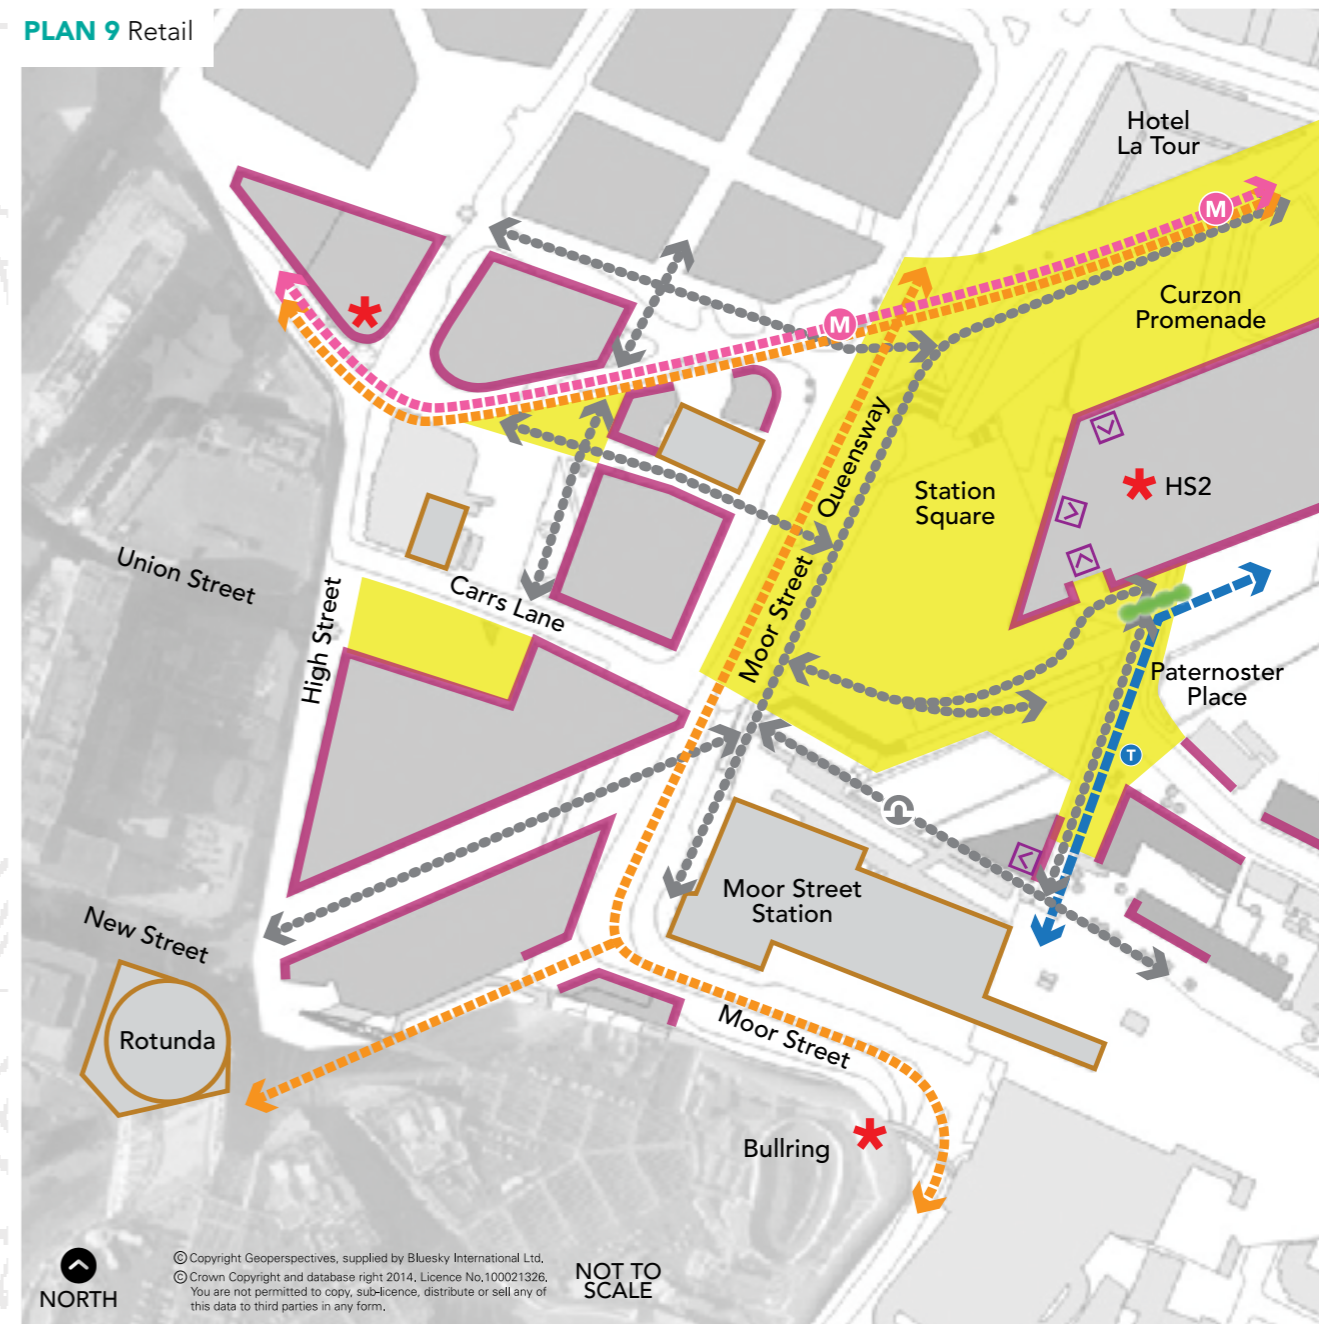 PLAN 9 Retail
Hotel
La Tour
M
Curzon
Promenade
M
HS2
Station
Square
Queensway
Moor Street
Union Street
High Street
Carrs Lane
Paternoster
Place
T
Moor Street
Station
New Street
Rotunda
Moor Street
Bullring
NORTH
© Copyright Geoperspectives, supplied by Bluesky International Ltd.
© Crown Copyright and database right 2014. Licence No.100021326.
You are not permitted to copy, sub-licence, distribute or sell any of
this data to third parties in any form.
NOT TO
SCALE